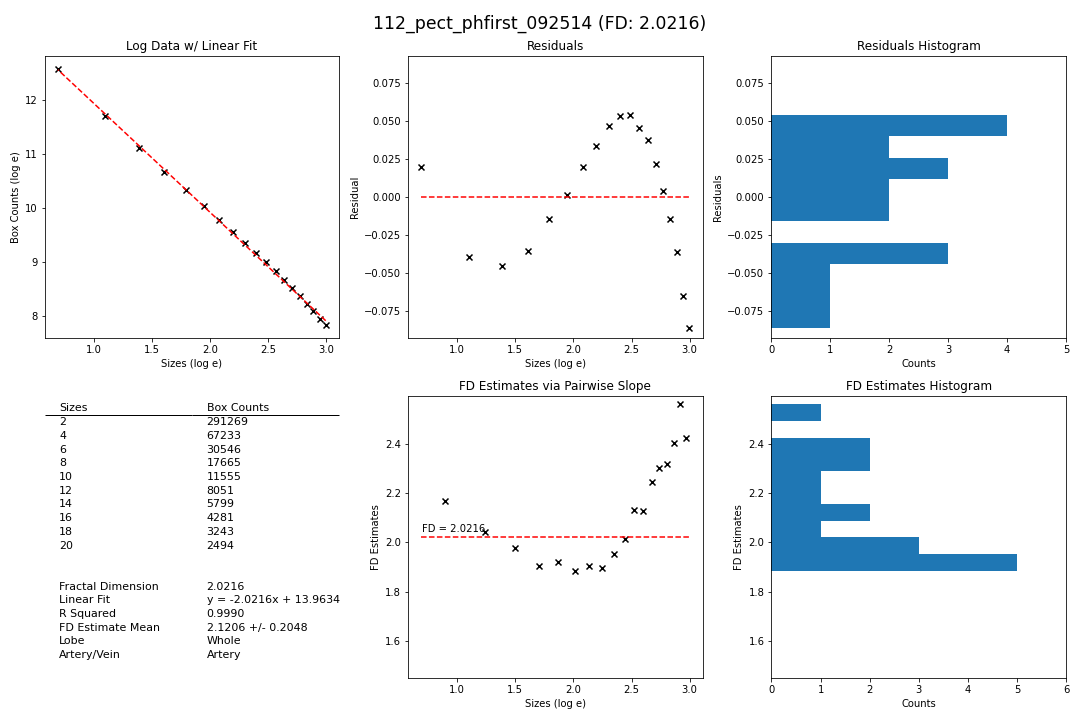 112_pect_phfirst_092514 (FD: 2.0216)
Log Data w/ Linear Fit
12
11
10
9
8
Box Counts (log e)
1.0 1.5 2.0 2.5 3.0
Sizes (log e)
Residuals
0.075
0.050
0.025
0.000
−0.025
−0.050
−0.075
Residual
1.0 1.5 2.0 2.5 3.0
Sizes (log e)
Residuals Histogram
0.075
0.050
0.025
0.000
−0.025
−0.050
−0.075
Residuals
0 1 2 3 4 5
Counts
Sizes Box Counts
2 291269
4 67233
6 30546
8 17665
10 11555
12 8051
14 5799
16 4281
18 3243
20 2494
Fractal Dimension 2.0216
Linear Fit y = -2.0216x + 13.9634
R Squared 0.9990
FD Estimate Mean 2.1206 +/- 0.2048
Lobe Whole
Artery/Vein Artery
FD Estimates via Pairwise Slope
2.4
2.2
2.0
1.8
1.6
FD Estimates
FD = 2.0216
1.0 1.5 2.0 2.5 3.0
Sizes (log e)
FD Estimates Histogram
2.4
2.2
2.0
1.8
1.6
FD Estimates
0 1 2 3 4 5 6
Counts